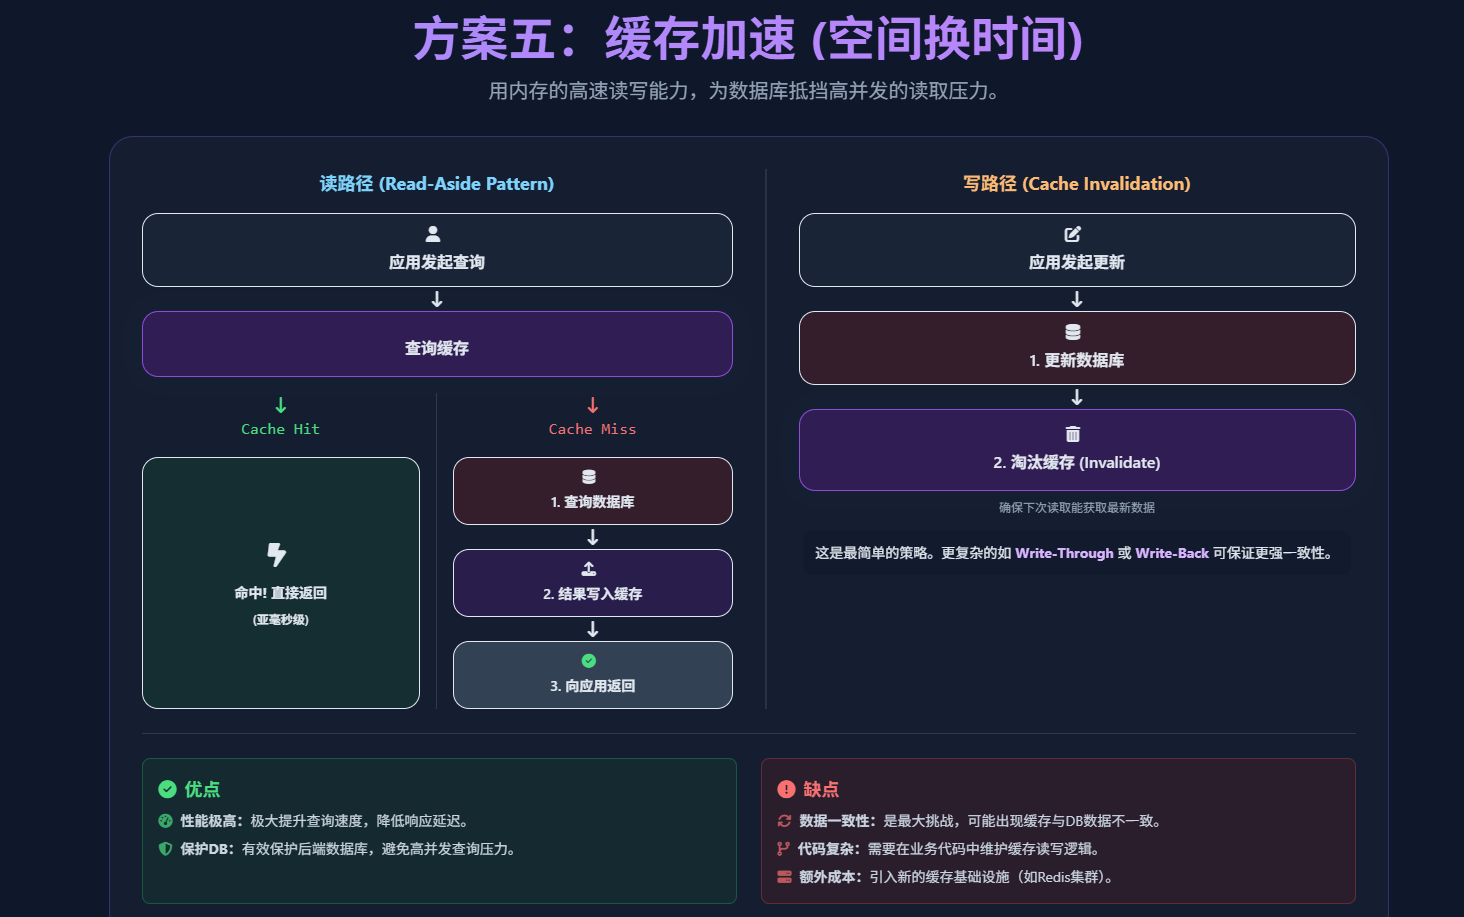 方案五：缓存加速 (空间换时间)
用内存的高速读写能力，为数据库抵挡高并发的读取压力。
读路径 (Read-Aside Pattern)
应用发起查询
查询缓存
Cache Hit
命中! 直接返回
(亚毫秒级)
Cache Miss
1. 查询数据库
2. 结果写入缓存
3. 向应用返回
写路径 (Cache Invalidation)
应用发起更新
1. 更新数据库
2. 淘汰缓存 (Invalidate)
确保下次读取能获取最新数据
这是最简单的策略。更复杂的如 Write-Through 或 Write-Back 可保证更强一致性。
优点
性能极高：极大提升查询速度，降低响应延迟。
保护DB：有效保护后端数据库，避免高并发查询压力。
缺点
数据一致性：是最大挑战，可能出现缓存与DB数据不一致。
代码复杂：需要在业务代码中维护缓存读写逻辑。
额外成本：引入新的缓存基础设施（如Redis集群）。